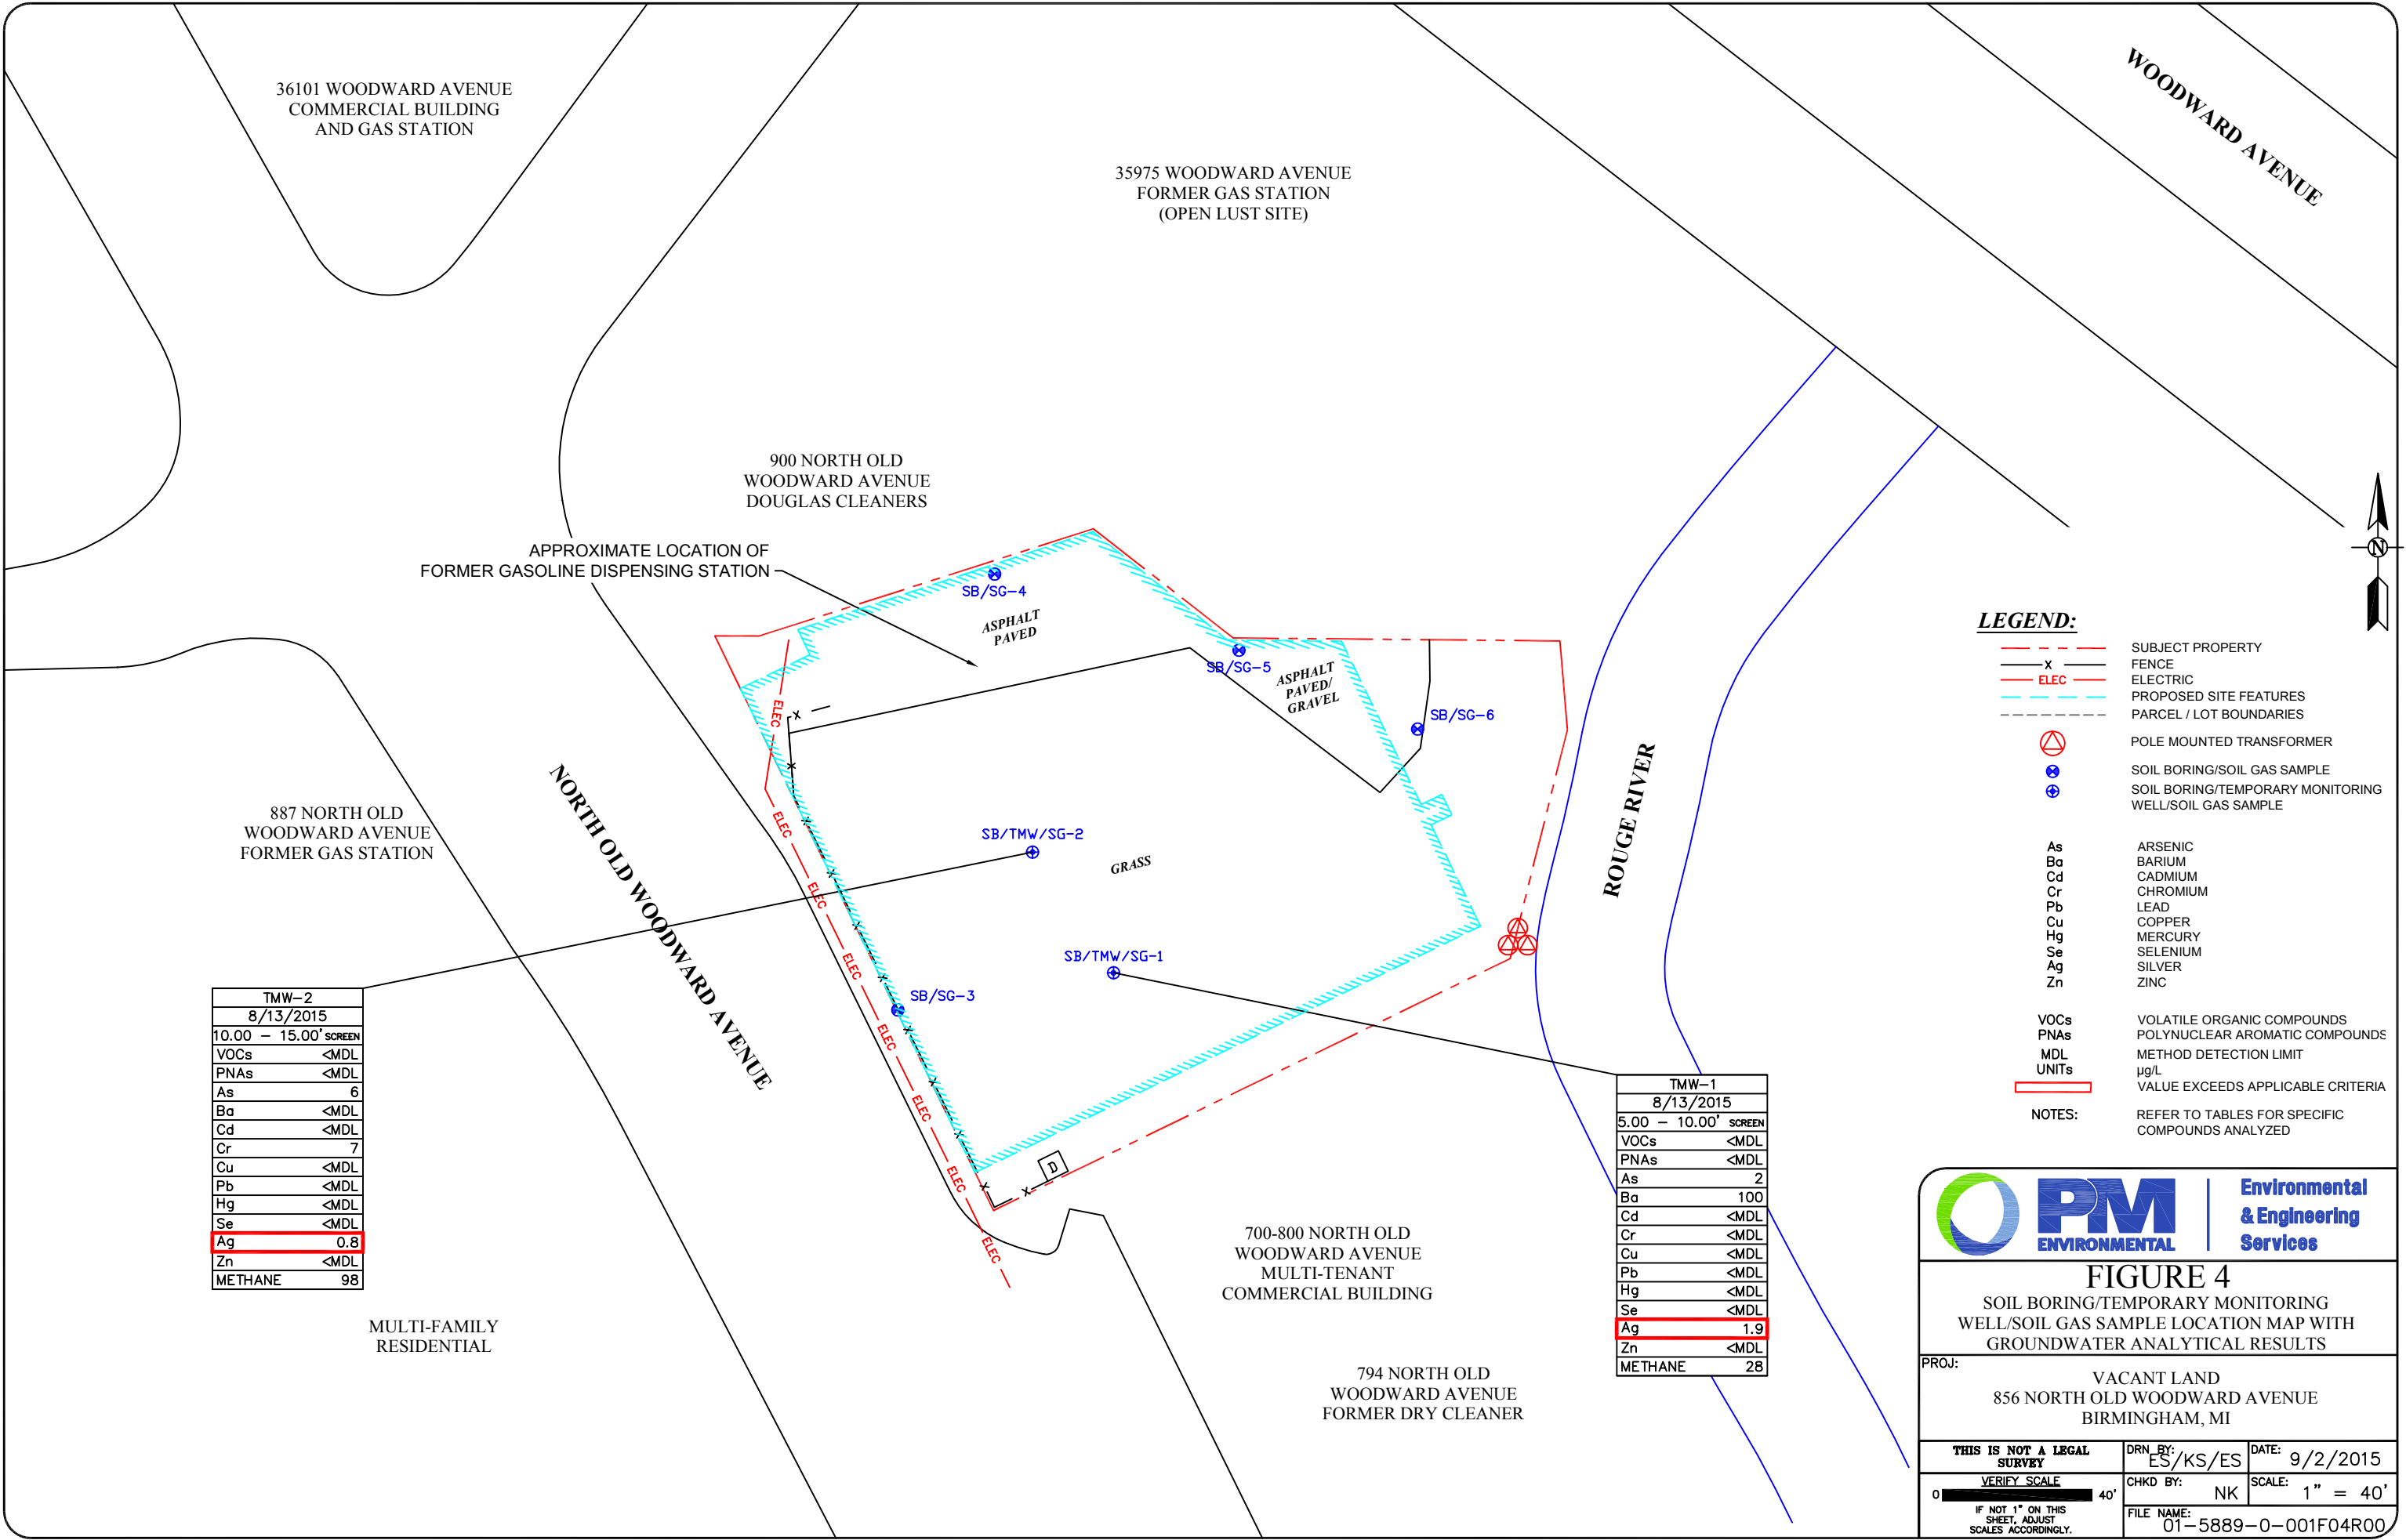 36101 WOODWARD AVENUE
COMMERCIAL BUILDING
AND GAS STATION
35975 WOODWARD AVENUE
FORMER GAS STATION
(OPEN LUST SITE)
WOODWARD AVENUE
900 NORTH OLD
WOODWARD AVENUE
DOUGLAS CLEANERS
APPROXIMATE LOCATION OF
FORMER GASOLINE DISPENSING STATION
SB/SG-4
ASPHALT
PAVED
SB/SG-5
ASPHALT
PAVED/
GRAVEL
SB/SG-6
ELEC
X
X
887 NORTH OLD
WOODWARD AVENUE
FORMER GAS STATION
NORTH OLD WOODWARD AVENUE
ROUGE RIVER
SB/TMW/SG-2
GRASS
SB/TMW/SG-1
SB/SG-3
ELEC
X
ELEC
X
ELEC
X
ELEC
X
ELEC
X
ELEC
X
ELEC
X
X
X
D
TMW-2
8/13/2015
10.00 - 15.00' SCREEN
VOCs <MDL
PNAs <MDL
As 6
Ba <MDL
Cd <MDL
Cr 7
Cu <MDL
Pb <MDL
Hg <MDL
Se <MDL
Ag 0.8
Zn <MDL
METHANE 98
MULTI-FAMILY
RESIDENTIAL
700-800 NORTH OLD
WOODWARD AVENUE
MULTI-TENANT
COMMERCIAL BUILDING
794 NORTH OLD
WOODWARD AVENUE
FORMER DRY CLEANER
TMW-1
8/13/2015
5.00 - 10.00' SCREEN
VOCs <MDL
PNAs <MDL
As 2
Ba 100
Cd <MDL
Cr <MDL
Cu <MDL
Pb <MDL
Hg <MDL
Se <MDL
Ag 1.9
Zn <MDL
METHANE 28
N
LEGEND:
SUBJECT PROPERTY
X FENCE
ELEC ELECTRIC
PROPOSED SITE FEATURES
PARCEL / LOT BOUNDARIES
POLE MOUNTED TRANSFORMER
SOIL BORING/SOIL GAS SAMPLE
SOIL BORING/TEMPORARY MONITORING
WELL/SOIL GAS SAMPLE
As ARSENIC
Ba BARIUM
Cd CADMIUM
Cr CHROMIUM
Pb LEAD
Cu COPPER
Hg MERCURY
Se SELENIUM
Ag SILVER
Zn ZINC
VOCs VOLATILE ORGANIC COMPOUNDS
PNAs POLYNUCLEAR AROMATIC COMPOUNDS
MDL METHOD DETECTION LIMIT
UNITs µg/L
VALUE EXCEEDS APPLICABLE CRITERIA
NOTES: REFER TO TABLES FOR SPECIFIC
COMPOUNDS ANALYZED
PM
ENVIRONMENTAL
Environmental
& Engineering
Services
FIGURE 4
SOIL BORING/TEMPORARY MONITORING
WELL/SOIL GAS SAMPLE LOCATION MAP WITH
GROUNDWATER ANALYTICAL RESULTS
PROJ:
VACANT LAND
856 NORTH OLD WOODWARD AVENUE
BIRMINGHAM, MI
THIS IS NOT A LEGAL
SURVEY
DRN BY: ES/KS/ES
DATE: 9/2/2015
VERIFY SCALE
0 40'
IF NOT 1" ON THIS
SHEET, ADJUST
SCALES ACCORDINGLY.
CHKD BY: NK
SCALE: 1" = 40'
FILE NAME: 01-5889-0-001F04R00